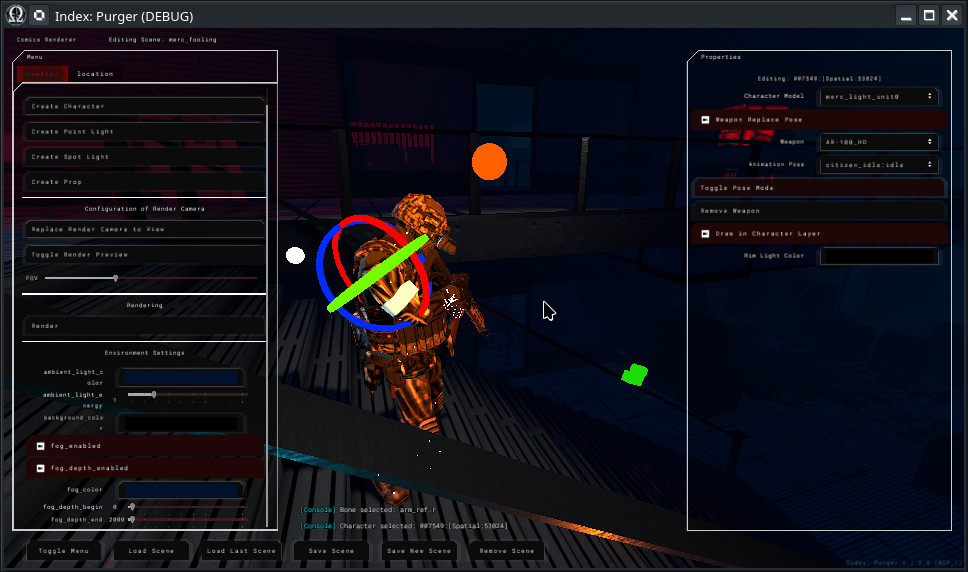 Index: Purger (DEBUG)
Comics Renderer
Editing Scene: merc_fooling
Menu
control
location
Create Character
Create Point Light
Create Spot Light
Create Prop
Configuration of Render Camera
Replace Render Camera to View
Toggle Render Preview
FOV
Rendering
Render
Environment Settings
ambient_light_c
olor
ambient_light_e
nergy
1
background_colo
r
fog_enabled
fog_depth_enabled
fog_color
fog_depth_begin 0
fog_depth_end:2000
Toggle Menu
Load Scene
Load Last Scene
Save Scene
Save New Scene
Remove Scene
[Console] Bone selected: arm_ref.r
[Console] Character selected: ##7549:[Spatial:53024]
Properties
Editing: ##7549:[Spatial:53024]
Character Model
merc_light_unit0
Weapon Replace Pose
Weapon
AR-100_MD
Animation Pose
citizen_idle:idle
Toggle Pose Mode
Remove Weapon
Draw in Character Layer
Rim Light Color